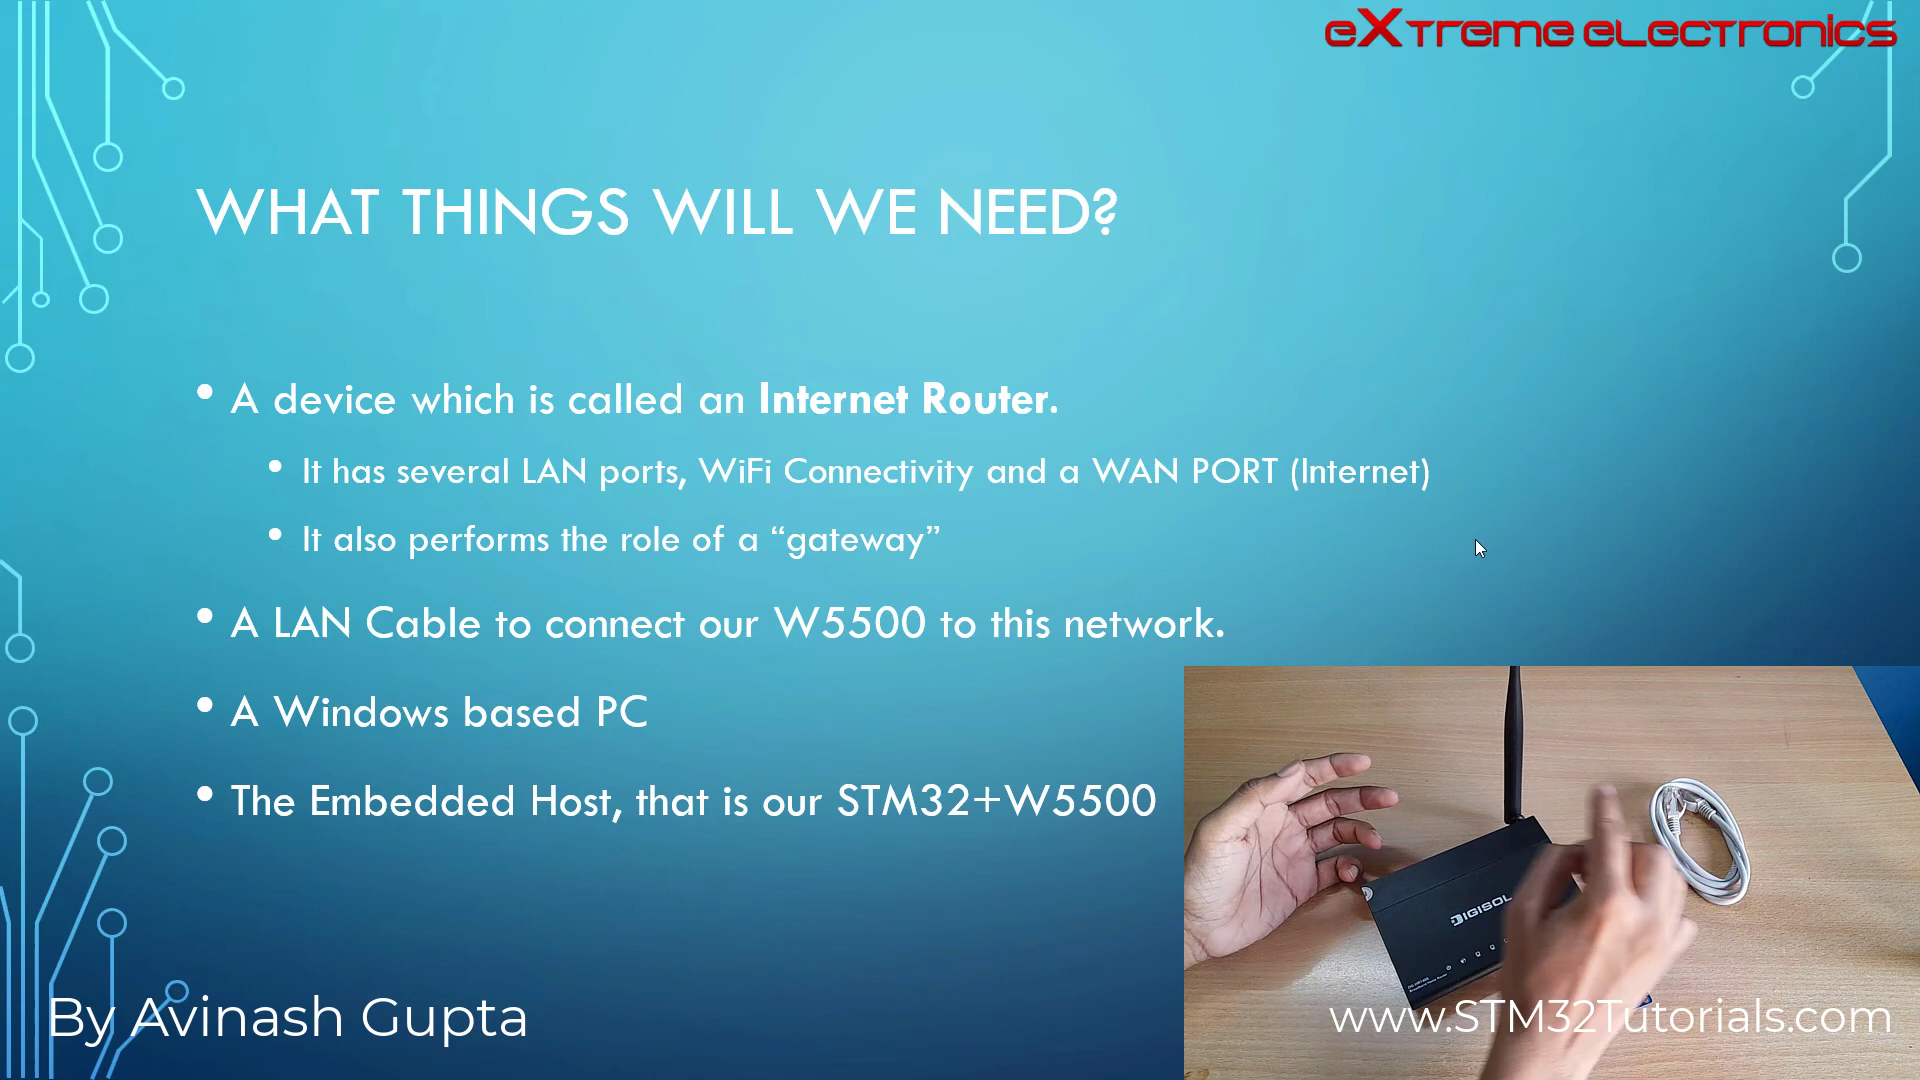 eXtreme eLecTronics
WHAT THINGS WILL WE NEED?
• A device which is called an Internet Router.
• It has several LAN ports, WiFi Connectivity and a WAN PORT (Internet)
• It also performs the role of a “gateway”
• A LAN Cable to connect our W5500 to this network.
• A Windows based PC
• The Embedded Host, that is our STM32+W5500
DIGISOL
By Avinash Gupta
www.STM32Tutorials.com